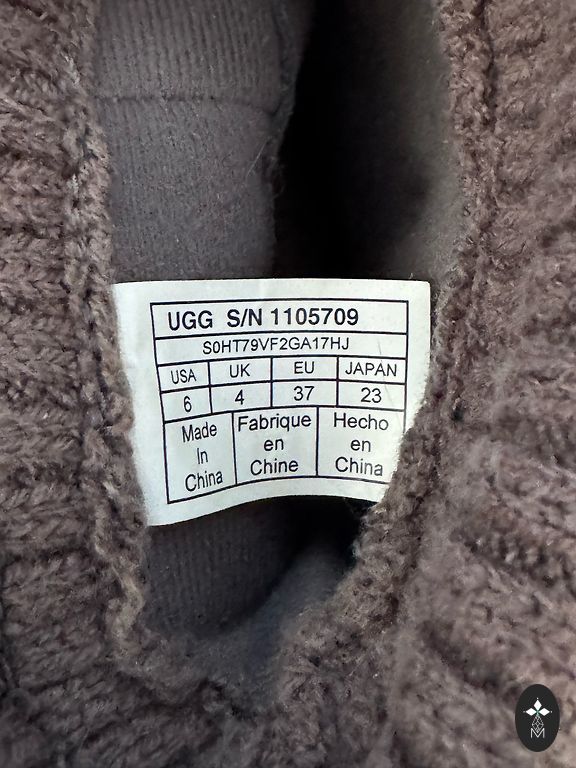 UGG S/N 1105709
S0HT79VF2GA17HJ
USA UK EU JAPAN
6 4 37 23
Made In China
Fabrique en Chine
Hecho en China
M